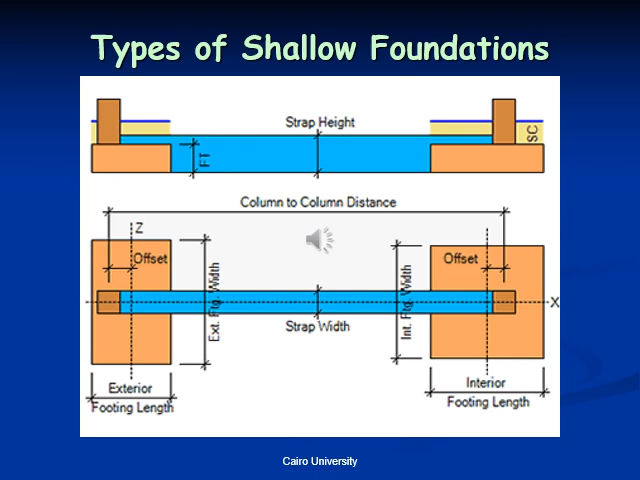 Types of Shallow Foundations
Strap Height
SC
FT
Column to Column Distance
Z
Offset
Offset
Ext. Ftg. Width
Int. Ftg. Width
X
Strap Width
Exterior
Footing Length
Interior
Footing Length
Cairo University